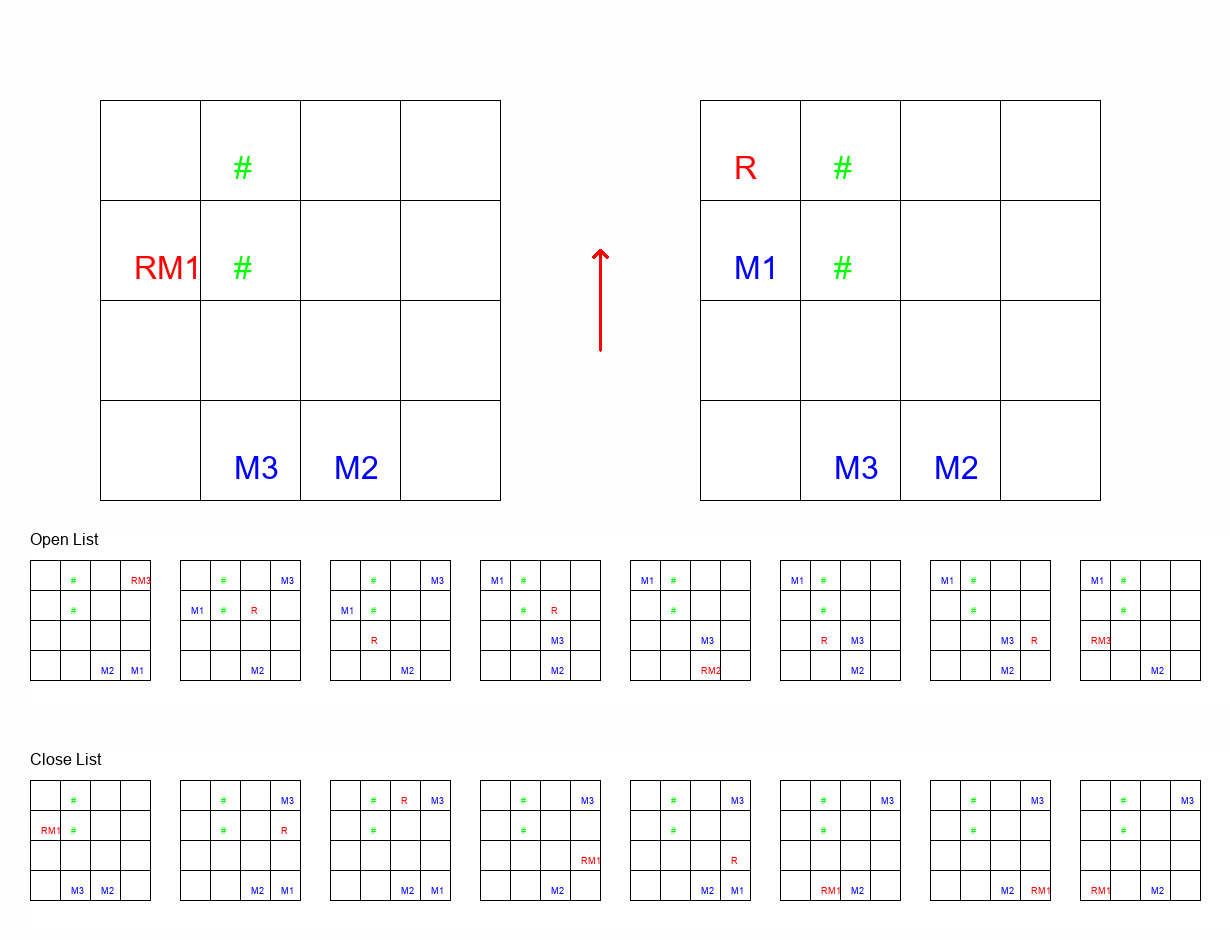 # #
R #
RM1 #
M1 #
M3 M2
M3 M2
Open List
# RM3
# M3
# M3
M1 #
M1 #
M1 #
M1 #
M1 #
#
M1 # R
M1 #
# R
#
#
#
#
R
M3
M3
R M3
M3 R
RM3
M2 M1
M2
M2
M2
RM2
M2
M2
M2
Close List
#
# M3
# R M3
# M3
# M3
# M3
# M3
# M3
RM1 #
# R
#
#
#
#
#
#
RM1
R
M3 M2
M2 M1
M2 M1
M2
M2 M1
RM1 M2
M2 RM1
RM1 M2